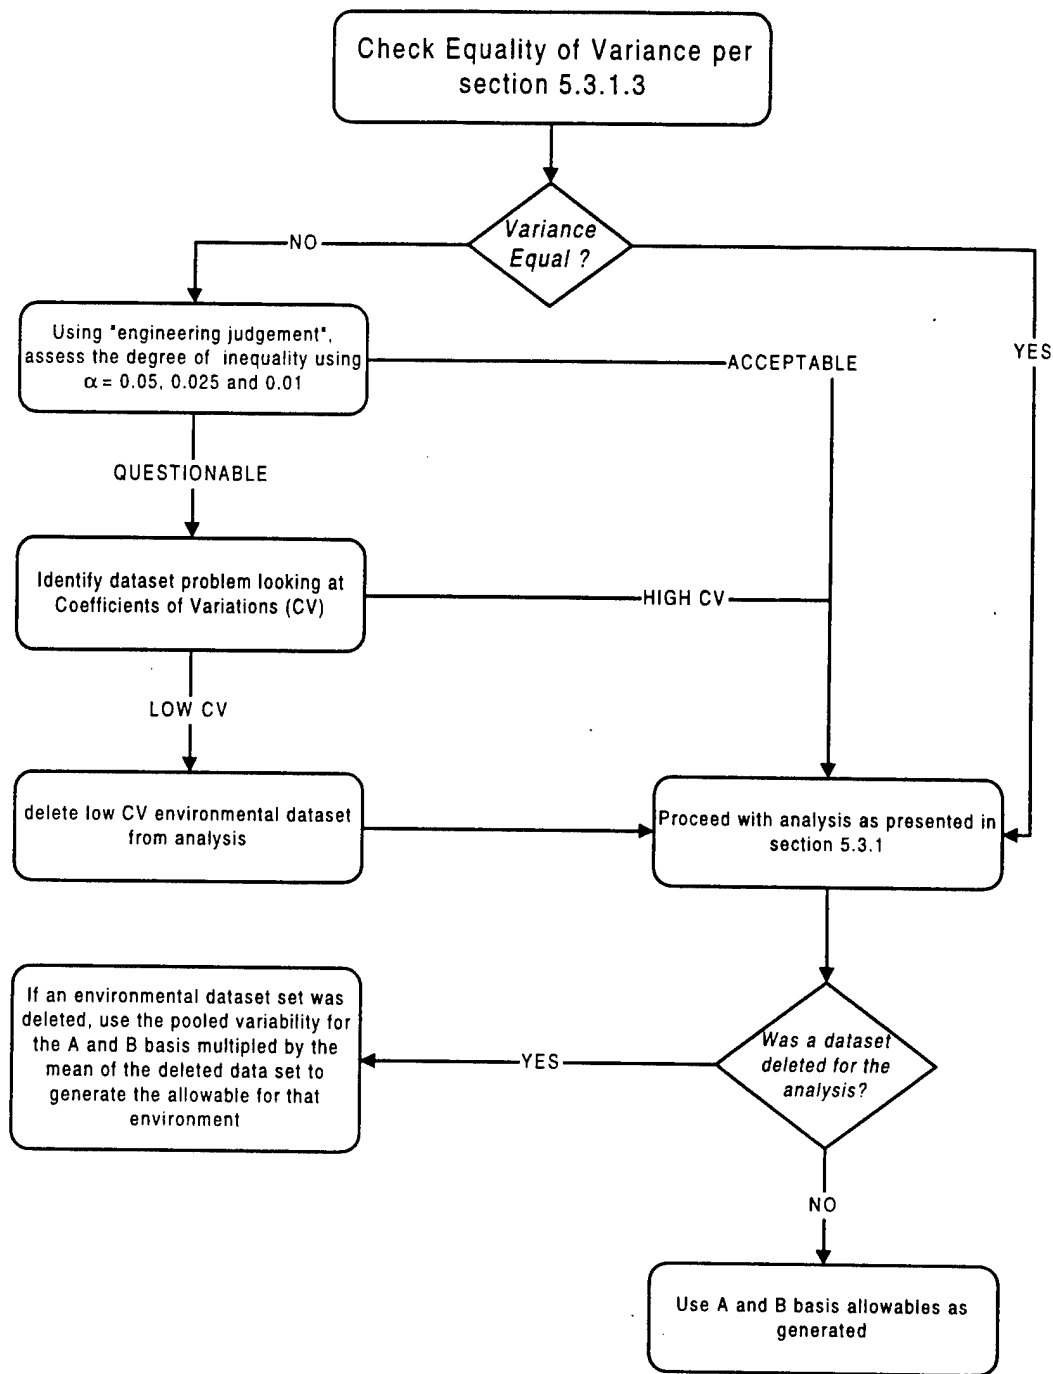 Check Equality of Variance per
section 5.3.1.3
Variance
Equal ?
NO
YES
Using "engineering judgement",
assess the degree of inequality using
α = 0.05, 0.025 and 0.01
ACCEPTABLE
QUESTIONABLE
Identify dataset problem looking at
Coefficients of Variations (CV)
HIGH CV
LOW CV
delete low CV environmental dataset
from analysis
Proceed with analysis as presented in
section 5.3.1
If an environmental dataset set was
deleted, use the pooled variability for
the A and B basis multipled by the
mean of the deleted data set to
generate the allowable for that
environment
YES
Was a dataset
deleted for the
analysis?
NO
Use A and B basis allowables as
generated